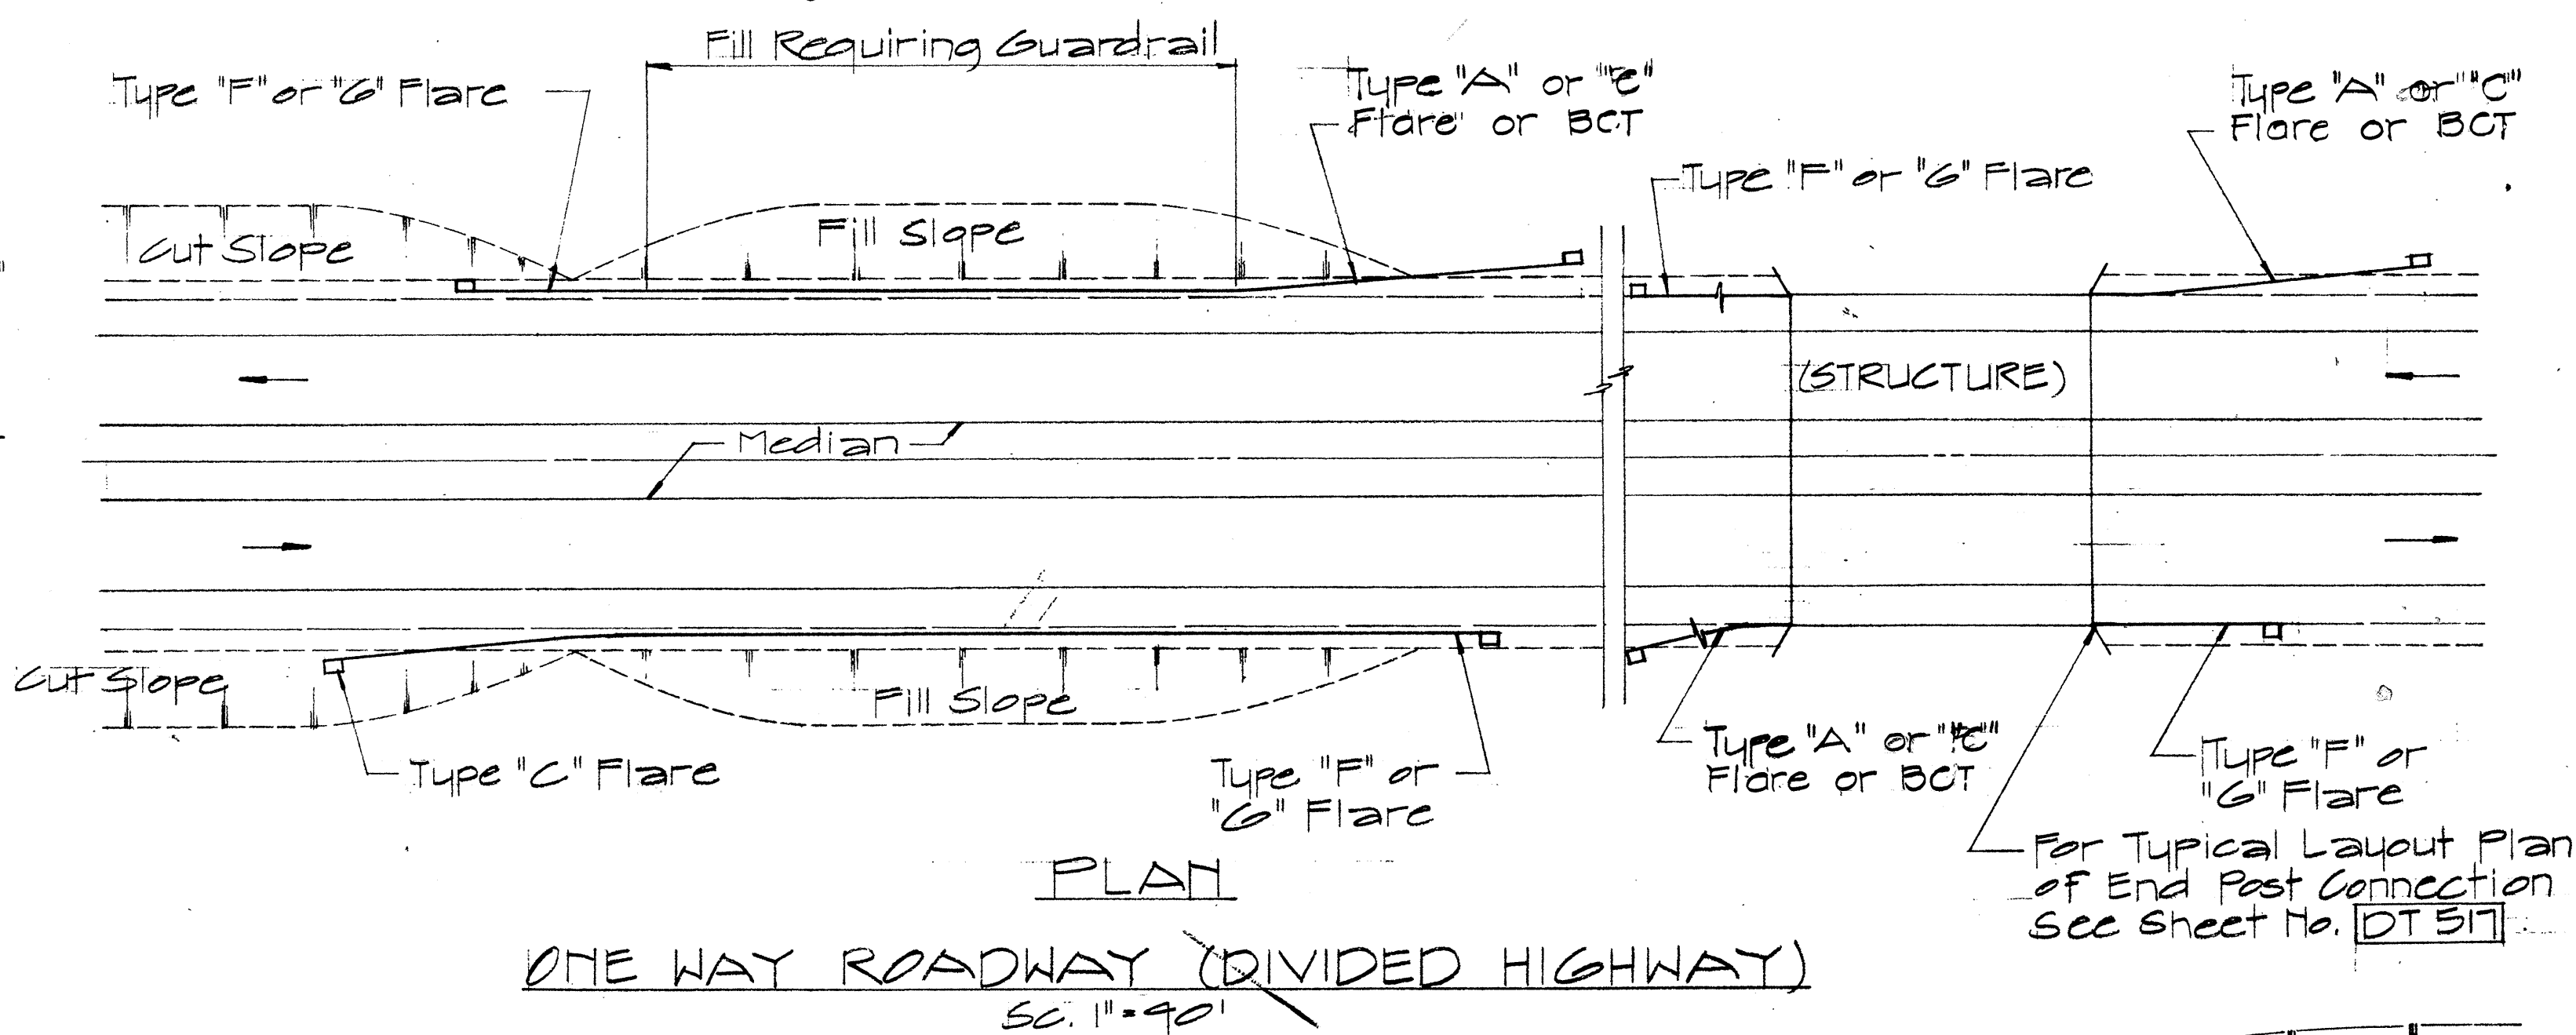 Fill Requiring Guardrail
Type "F" or "G" Flare
Type "A" or "C"
Flare or BCT
Type "A" or "C"
Flare or BCT
Type "F" or "G" Flare
Cut Slope
Fill Slope
(STRUCTURE)
Median
Cut Slope
Fill Slope
Type "C" Flare
Type "F" or
"G" Flare
Type "A" or "C"
Flare or BCT
Type "F" or
"G" Flare
For Typical Layout Plan
of End Post Connection
See Sheet No. DT 517
PLAN
ONE WAY ROADWAY (DIVIDED HIGHWAY)
Sc. 1"=40'